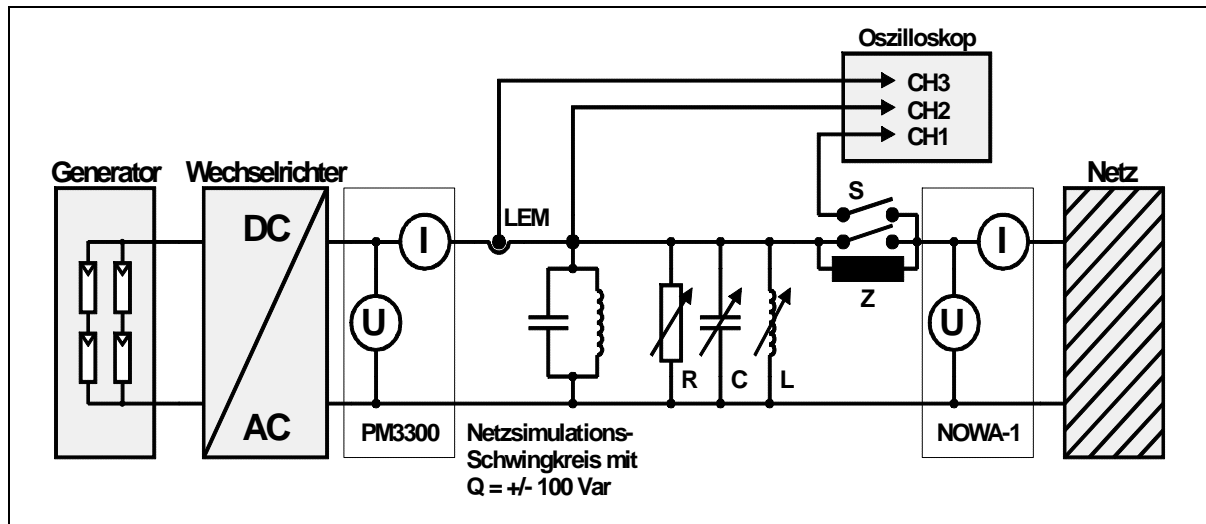 Oszilloskop
CH3
CH2
CH1
Generator
Wechselrichter
Netz
DC
AC
LEM
S
I
I
Z
U
U
R
C
L
PM3300
Netzsimulations-
Schwingkreis mit
Q = +/- 100 Var
NOWA-1